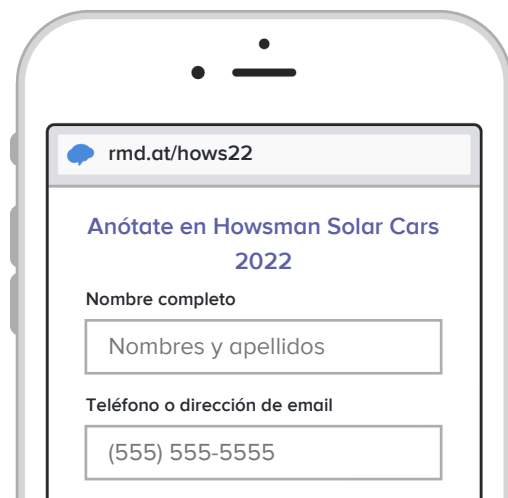 rmd.at/hows22
Anótate en Howsman Solar Cars
2022
Nombre completo
Nombres y apellidos
Teléfono o dirección de email
(555) 555-5555